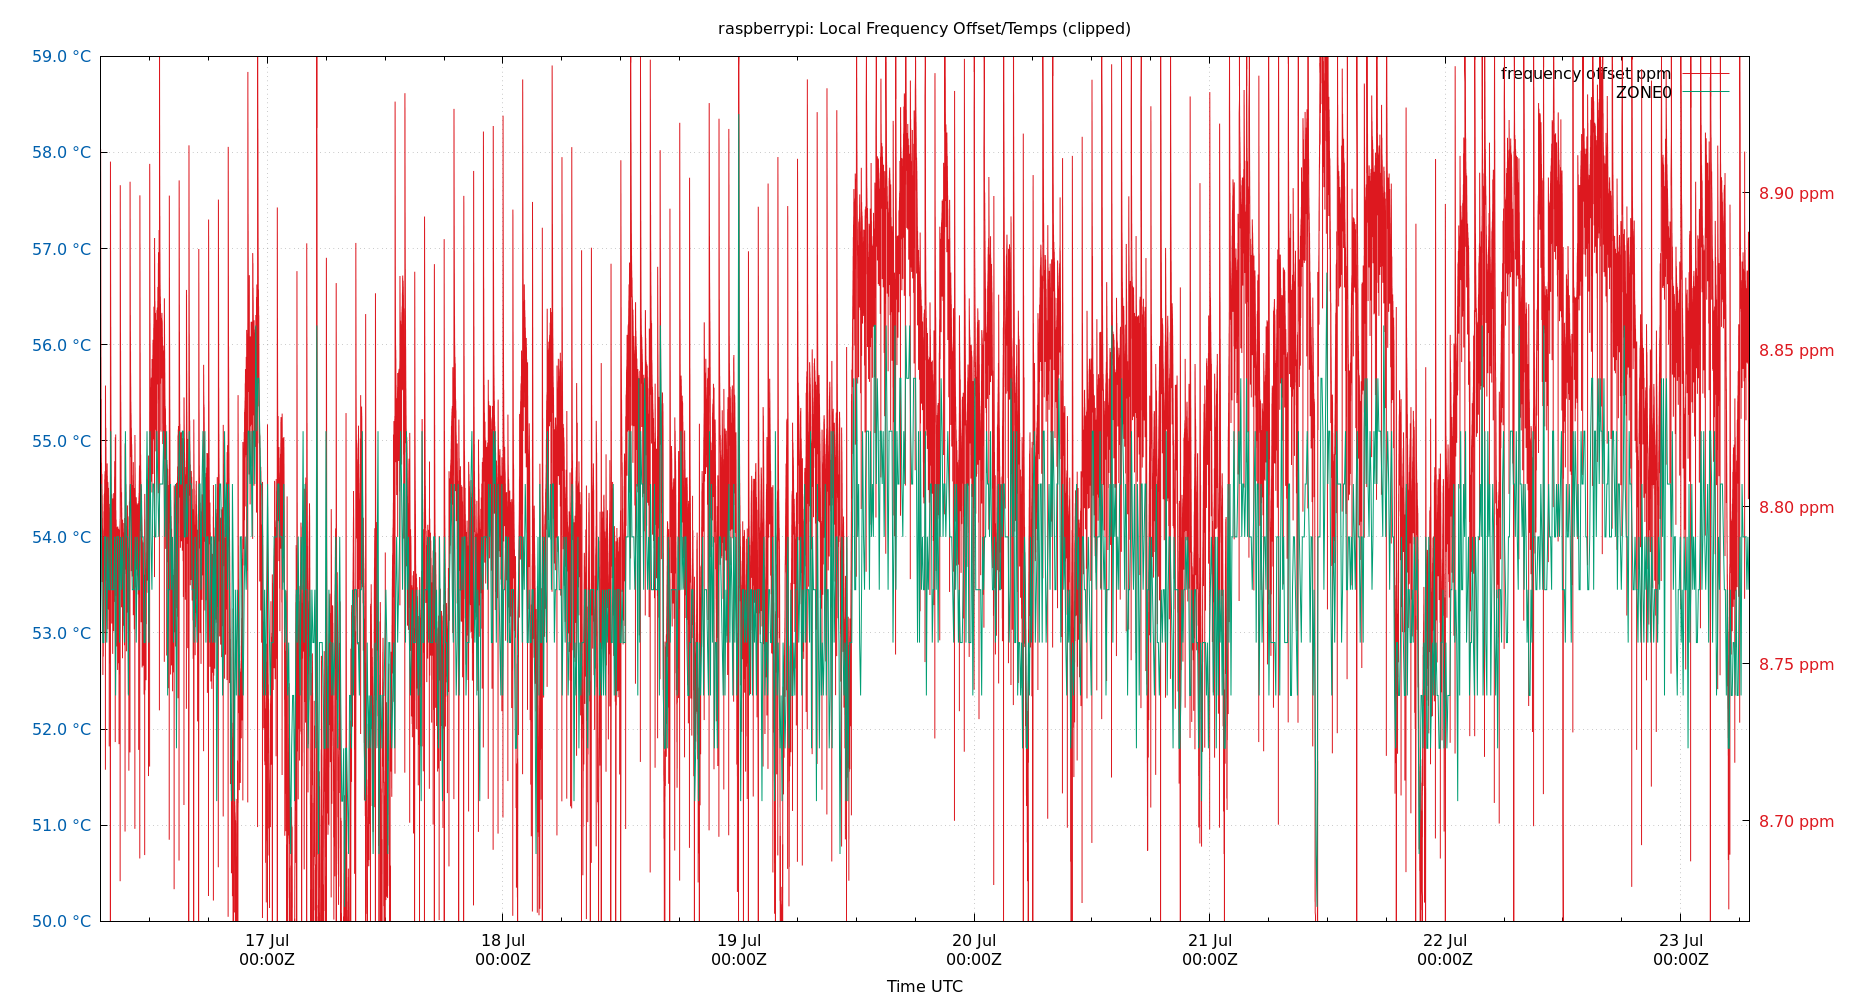 raspberrypi: Local Frequency Offset/Temps (clipped)
59.0 °C
58.0 °C
57.0 °C
56.0 °C
55.0 °C
54.0 °C
53.0 °C
52.0 °C
51.0 °C
50.0 °C
frequency offset ppm
ZONE0
8.90 ppm
8.85 ppm
8.80 ppm
8.75 ppm
8.70 ppm
17 Jul
00:00Z
18 Jul
00:00Z
19 Jul
00:00Z
20 Jul
00:00Z
21 Jul
00:00Z
22 Jul
00:00Z
23 Jul
00:00Z
Time UTC